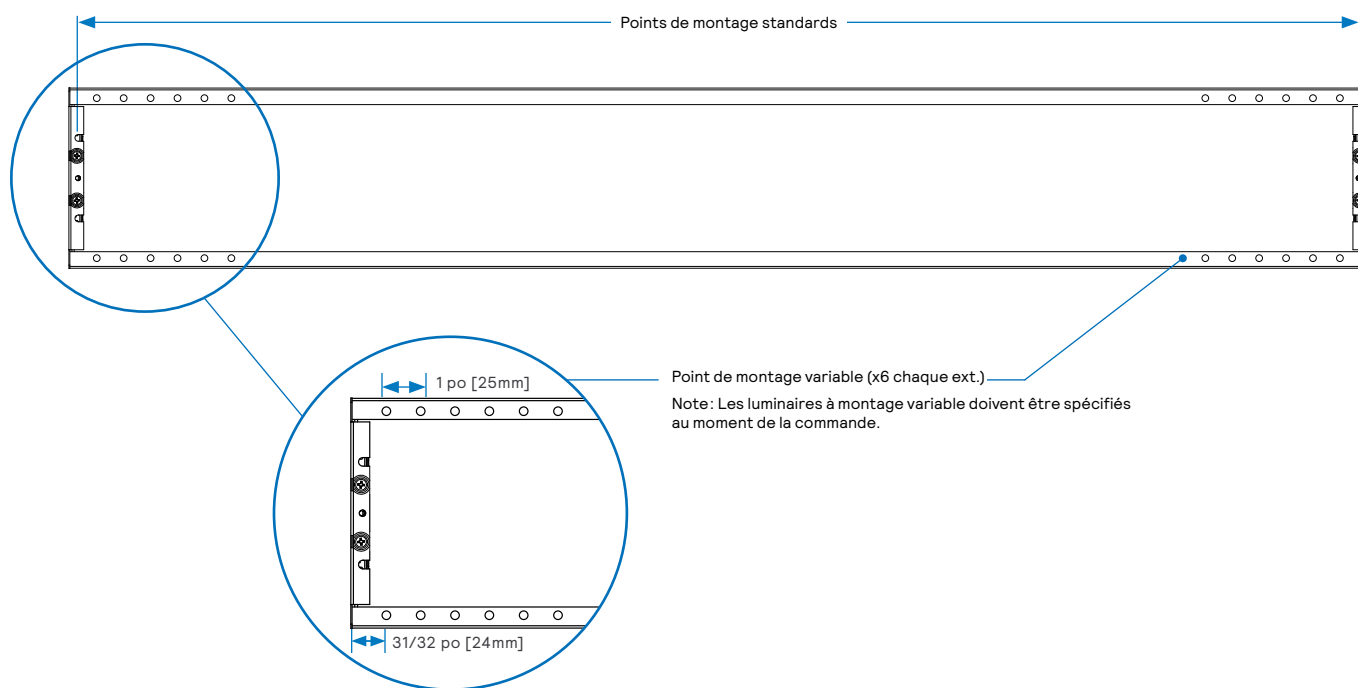 Points de montage standards
1 po [25mm]
Point de montage variable (x6 chaque ext.)
Note: Les luminaires à montage variable doivent être spécifiés
au moment de la commande.
31/32 po [24mm]